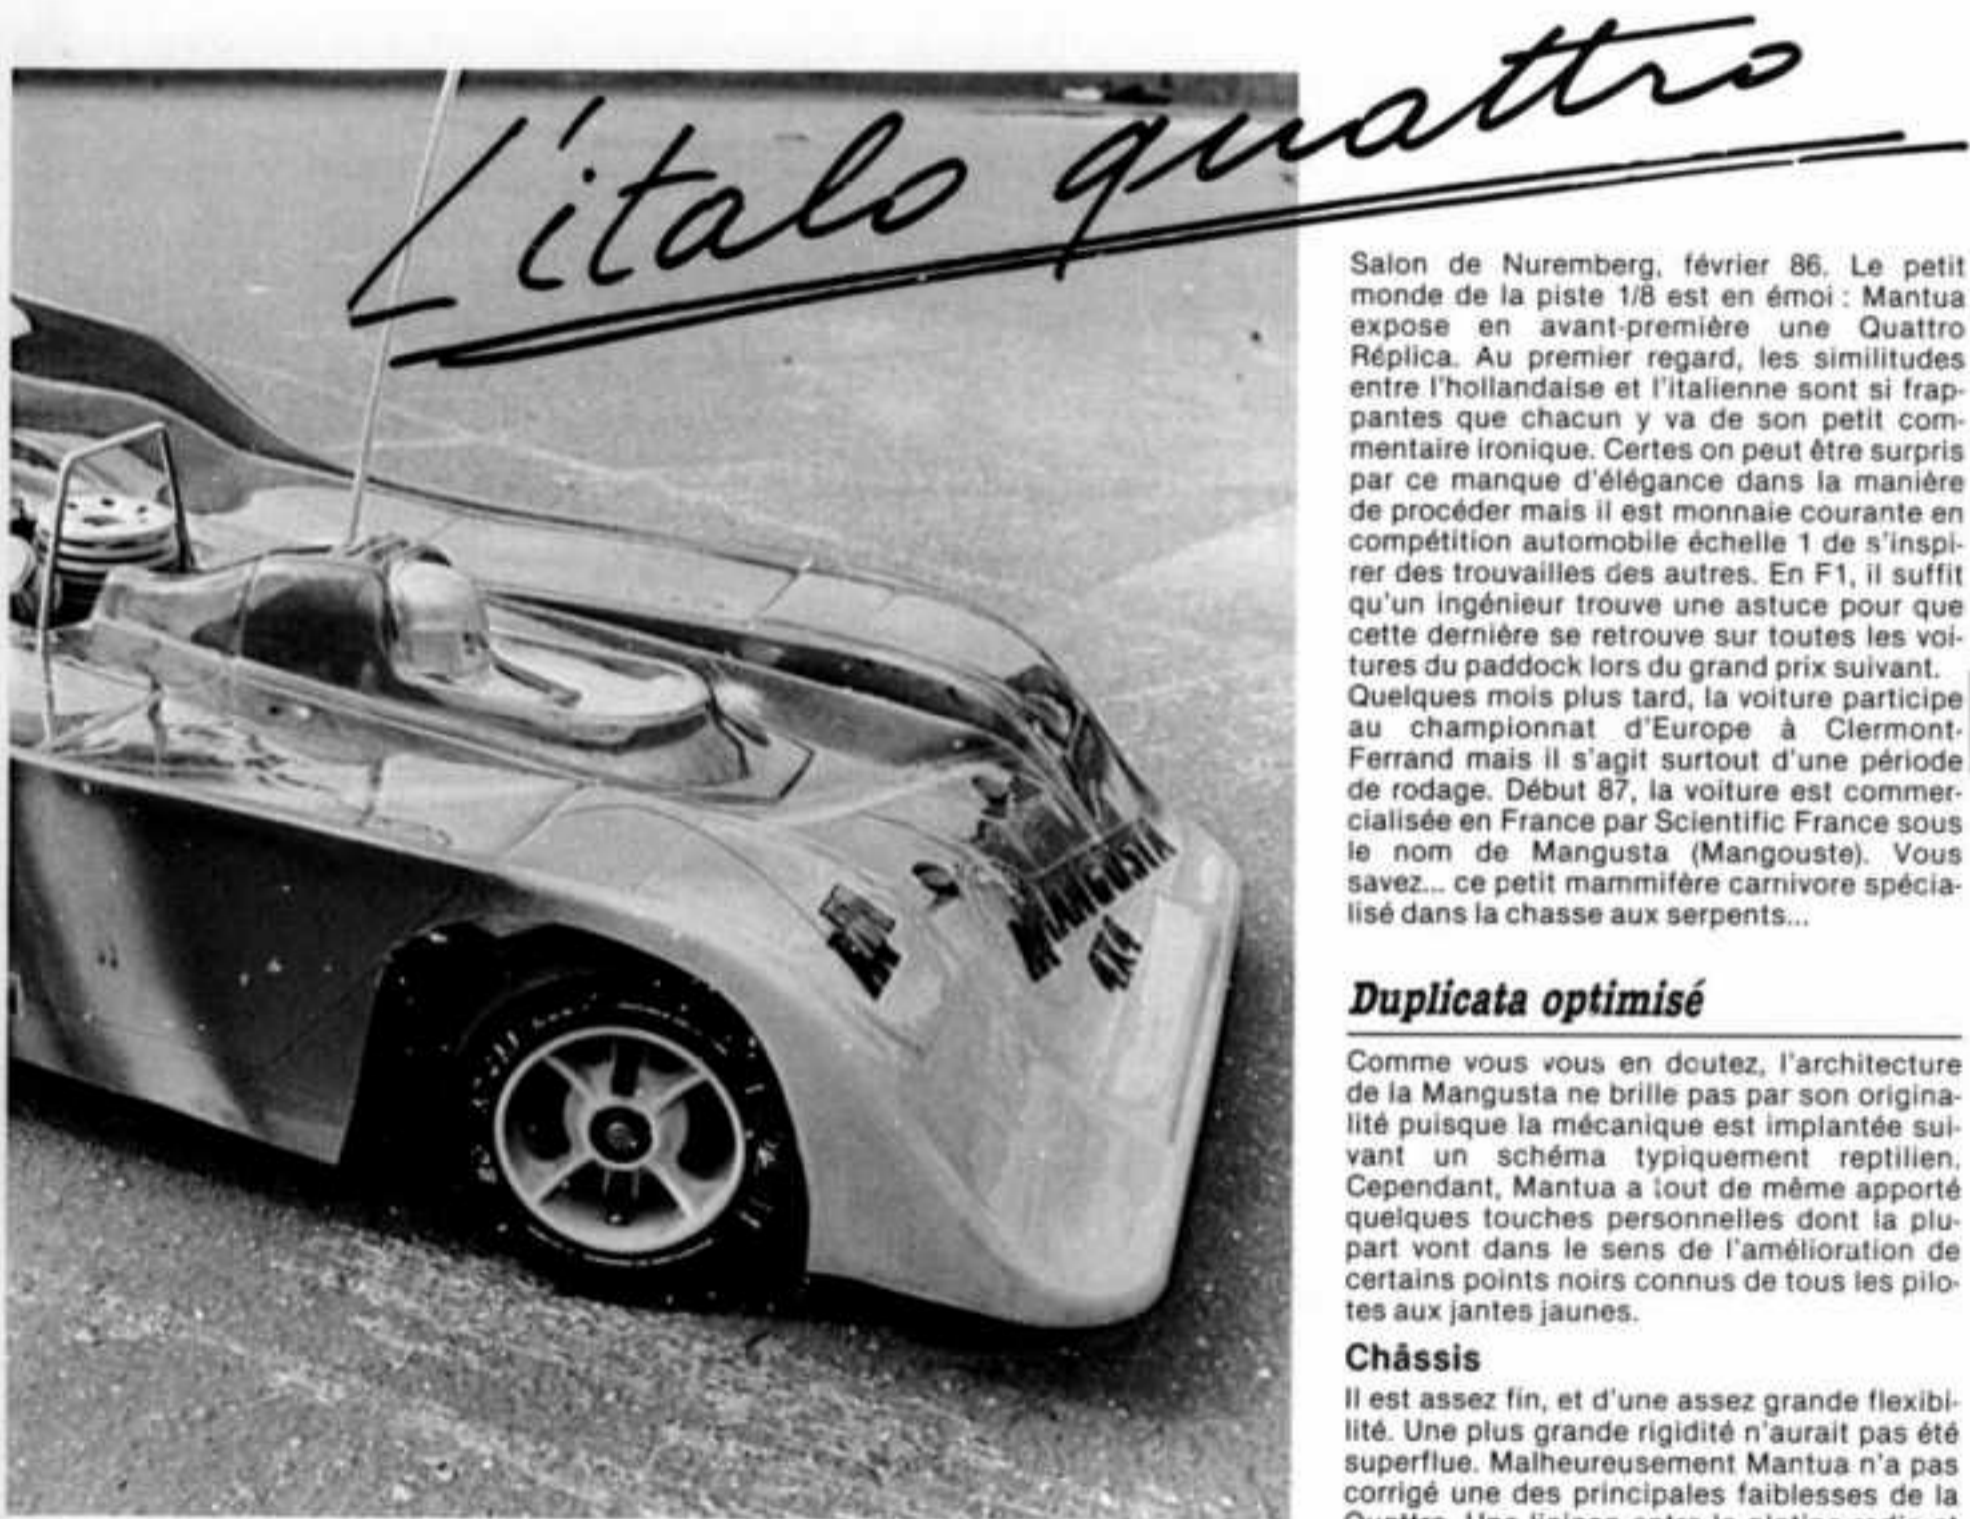 L'italo quattro
MANGUSTA
4X4
Salon de Nuremberg, février 86. Le petit
monde de la piste 1/8 est en émoi : Mantua
expose en avant-première une Quattro
Réplica. Au premier regard, les similitudes
entre l'hollandaise et l'italienne sont si frap-
pantes que chacun y va de son petit com-
mentaire ironique. Certes on peut être surpris
par ce manque d'élégance dans la manière
de procéder mais il est monnaie courante en
compétition automobile échelle 1 de s'inspi-
rer des trouvailles des autres. En F1, il suffit
qu'un ingénieur trouve une astuce pour que
cette dernière se retrouve sur toutes les voi-
tures du paddock lors du grand prix suivant.
Quelques mois plus tard, la voiture participe
au championnat d'Europe à Clermont-
Ferrand mais il s'agit surtout d'une période
de rodage. Début 87, la voiture est commer-
cialisée en France par Scientific France sous
le nom de Mangusta (Mangouste). Vous
savez... ce petit mammifère carnivore spécia-
lisé dans la chasse aux serpents...
Duplicata optimisé
Comme vous vous en doutez, l'architecture
de la Mangusta ne brille pas par son origina-
lité puisque la mécanique est implantée sui-
vant un schéma typiquement reptilien.
Cependant, Mantua a tout de même apporté
quelques touches personnelles dont la plu-
part vont dans le sens de l'amélioration de
certains points noirs connus de tous les pilo-
tes aux jantes jaunes.
Châssis
Il est assez fin, et d'une assez grande flexibi-
lité. Une plus grande rigidité n'aurait pas été
superflue. Malheureusement Mantua n'a pas
corrigé une des principales faiblesses de la